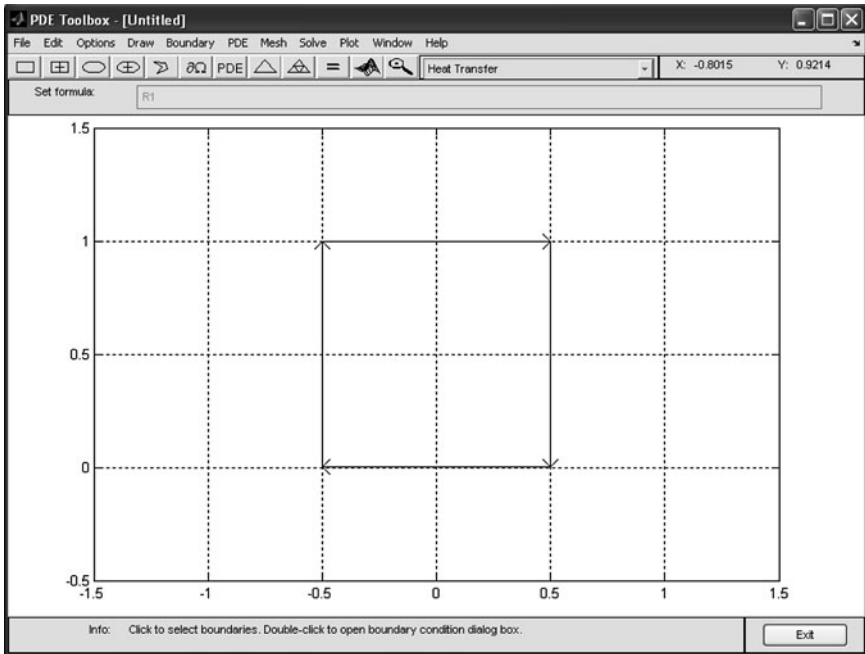 PDE Toolbox - [Untitled]
File Edit Options Draw Boundary PDE Mesh Solve Plot Window Help
∂Ω PDE = Heat Transfer X: -0.8015 Y: 0.9214
Set formula: R1
1.5
1
0.5
0
-0.5
-1.5 -1 -0.5 0 0.5 1 1.5
Info: Click to select boundaries. Double-click to open boundary condition dialog box. Exit